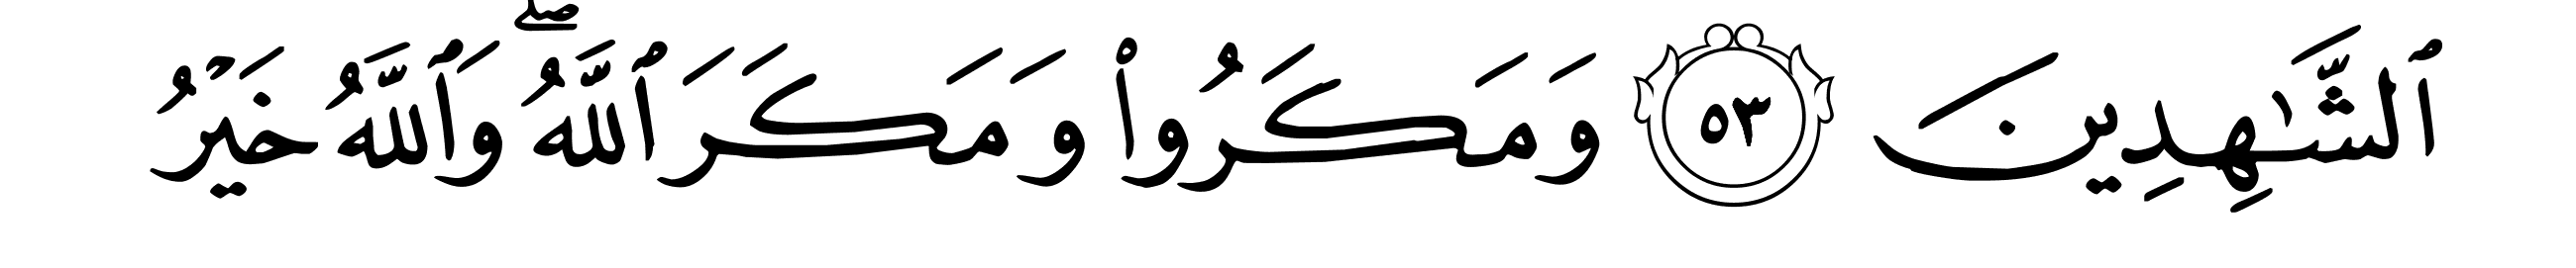 ٱلشَّـٰهِدِينَ ٥٣ وَمَكَرُوا۟ وَمَكَرَ ٱللَّهُ ۖ وَٱللَّهُ خَيْرُ